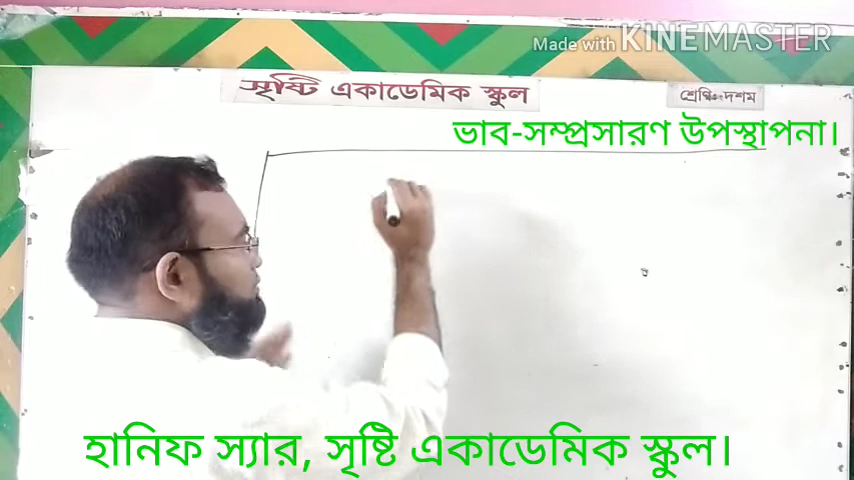 Made with KINEMASTER
সৃষ্টি একাডেমিক স্কুল
শ্রেণিঃ দশম
ভাব-সম্প্রসারণ উপস্থাপনা।
হানিফ স্যার, সৃষ্টি একাডেমিক স্কুল।